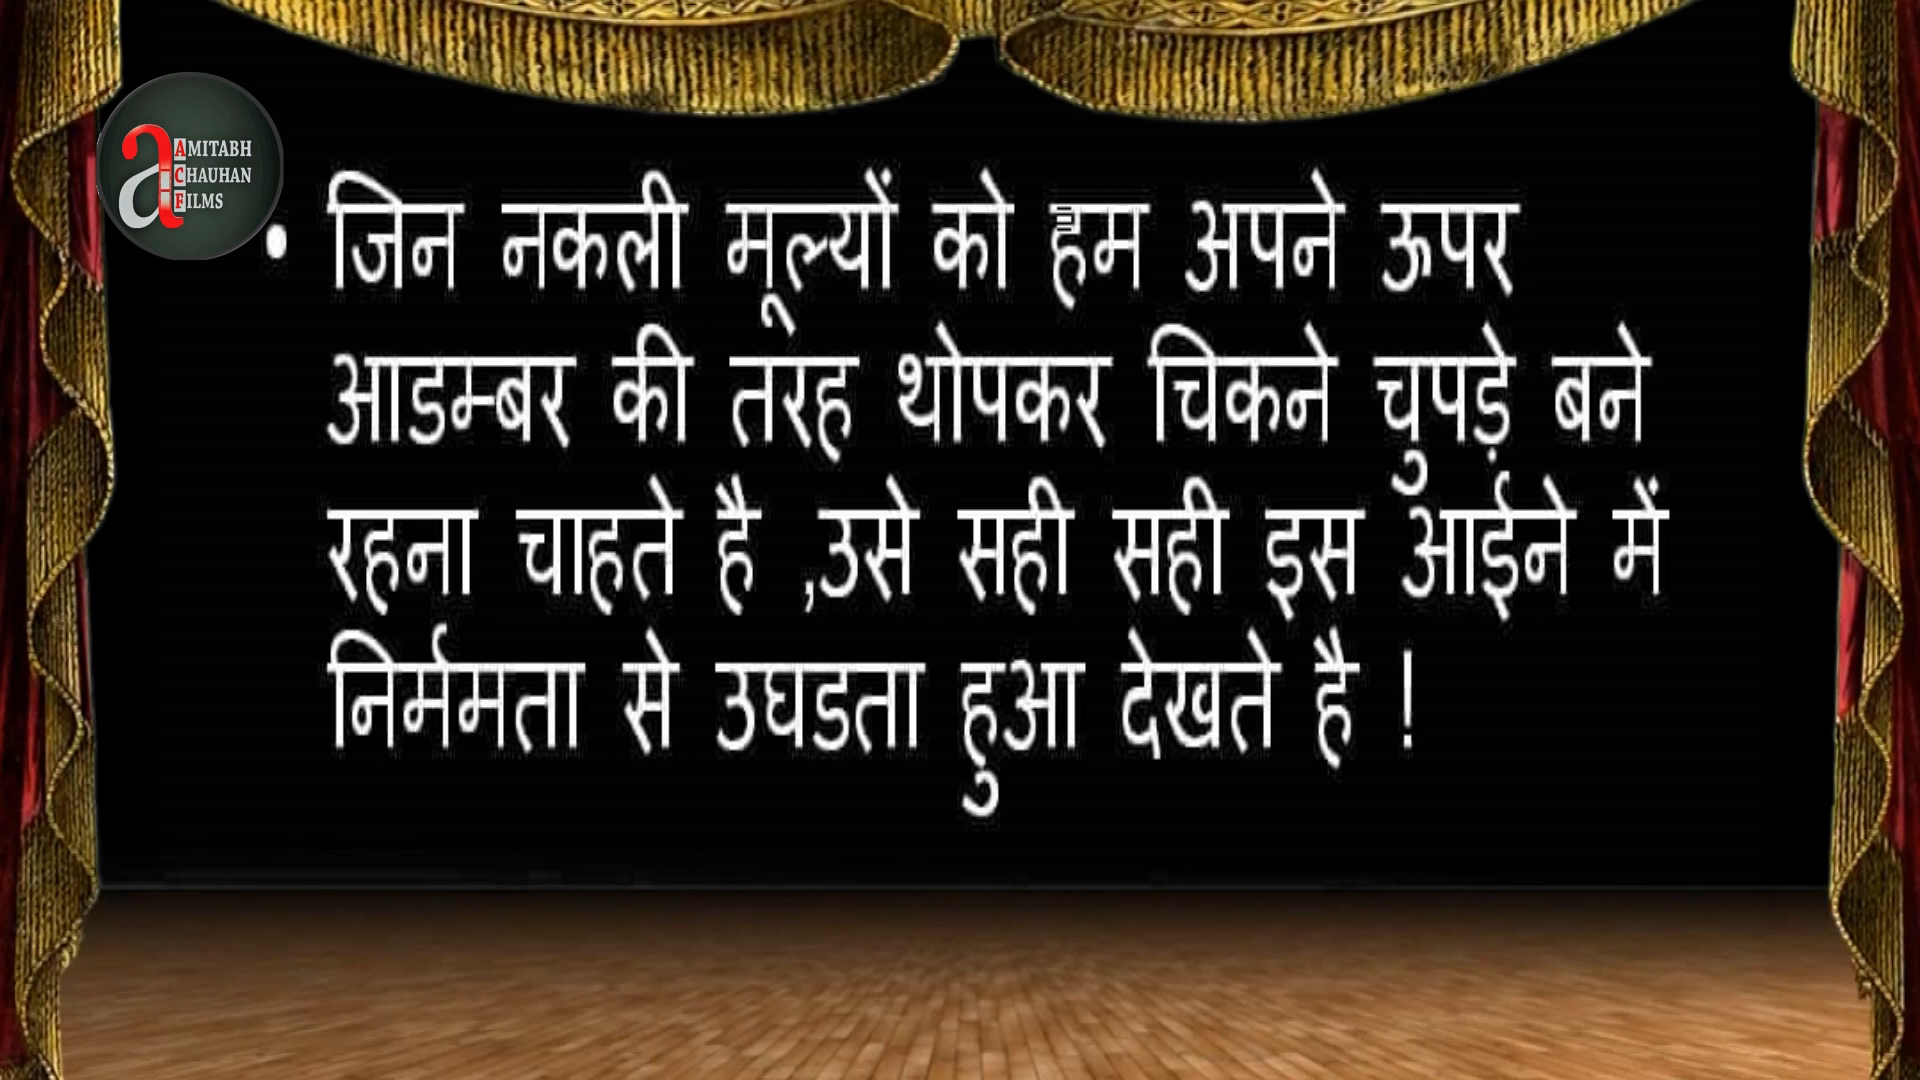 AMITABH
CHAUHAN
FILMS
• जिन नकली मूल्यों को हम अपने ऊपर
आडम्बर की तरह थोपकर चिकने चुपड़े बने
रहना चाहते है ,उसे सही सही इस आईने में
निर्ममता से उघडता हुआ देखते है !